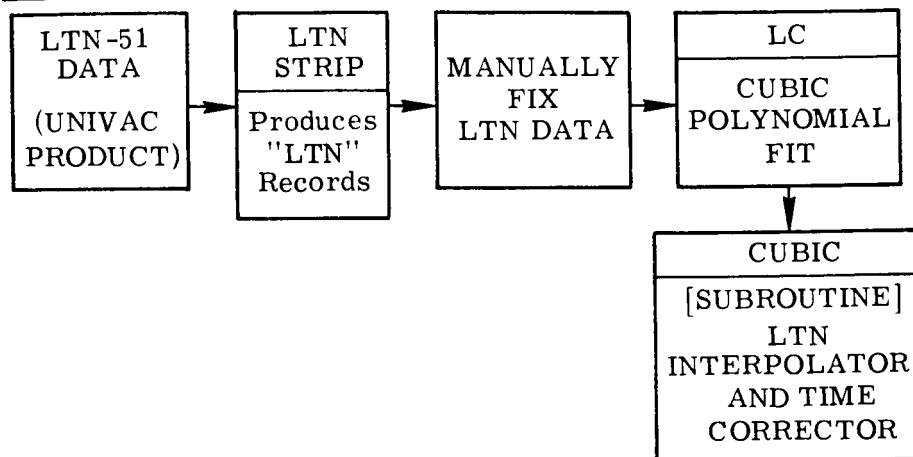 LTN-51
DATA
(UNIVAC
PRODUCT)
LTN
STRIP
Produces
"LTN"
Records
MANUALLY
FIX
LTN DATA
LC
CUBIC
POLYNOMIAL
FIT
CUBIC
[SUBROUTINE]
LTN
INTERPOLATOR
AND TIME
CORRECTOR